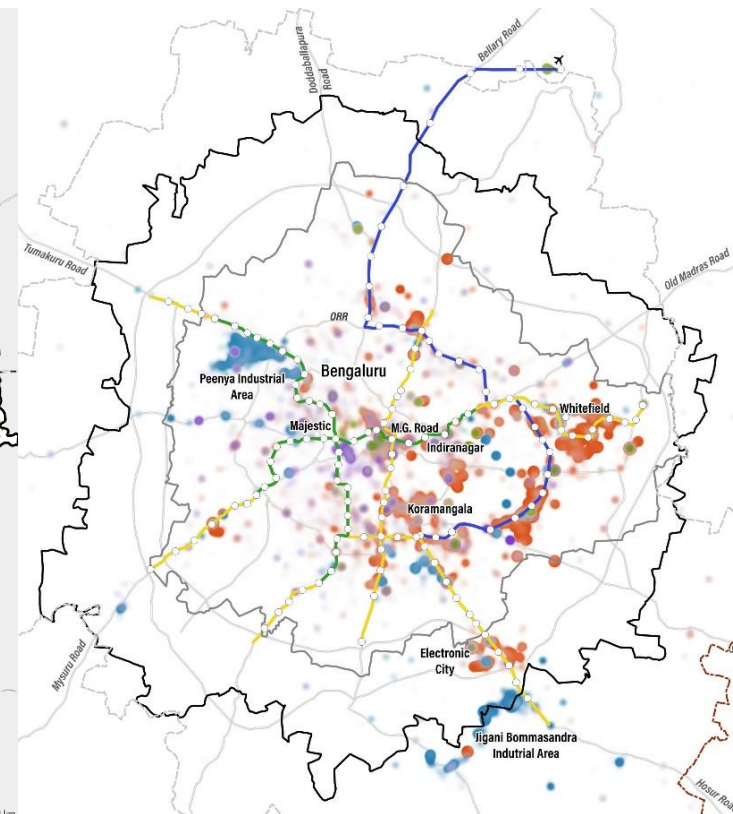 Bellary Road
Doddaballapura
Road
Tumakuru Road
Old Madras Road
ORR
Bengaluru
Peenya Industrial
Area
Majestic
M.G. Road
Indiranagar
Whitefield
Koramangala
Mysuru Road
Electronic
City
Jigani Bommasandra
Indutrial Area
Hosur Road
km